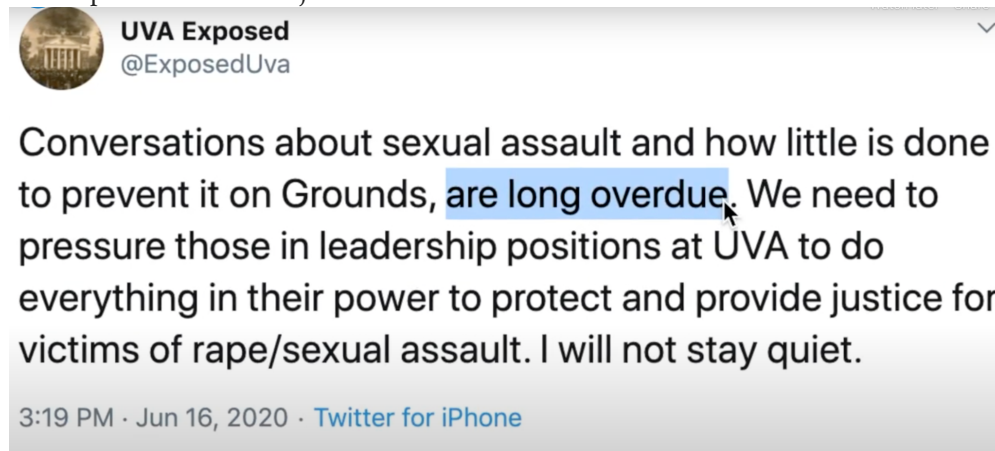 UVA Exposed
@ExposedUva
Conversations about sexual assault and how little is done
to prevent it on Grounds, are long overdue. We need to
pressure those in leadership positions at UVA to do
everything in their power to protect and provide justice for
victims of rape/sexual assault. I will not stay quiet.
3:19 PM · Jun 16, 2020 · Twitter for iPhone